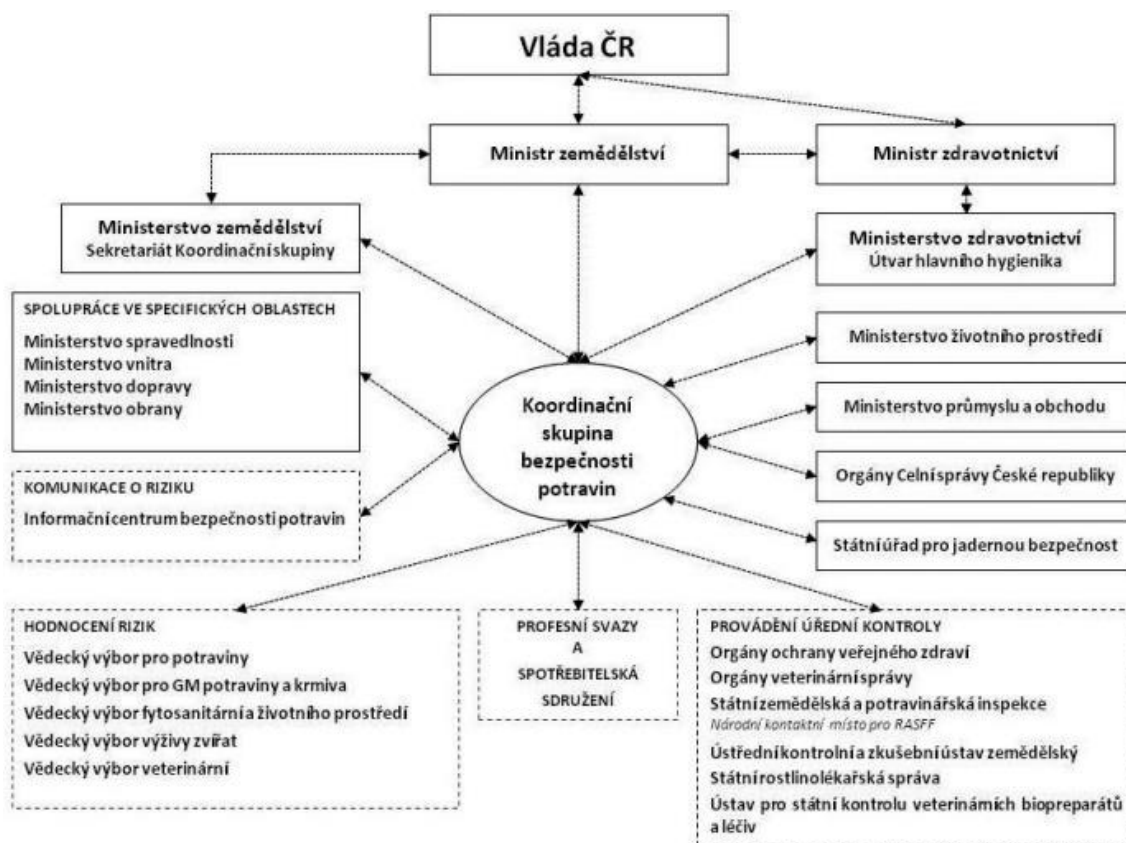 Vláda ČR
Ministr zemědělství
Ministr zdravotnictví
Ministerstvo zemědělství
Sekretariát Koordinační skupiny
Ministerstvo zdravotnictví
Útvar hlavního hygienika
SPOLUPRÁCE VE SPECIFICKÝCH OBLASTECH
Ministerstvo spravedlnosti
Ministerstvo vnitra
Ministerstvo dopravy
Ministerstvo obrany
Ministerstvo životního prostředí
Ministerstvo průmyslu a obchodu
Orgány Celní správy České republiky
Státní úřad pro jadernou bezpečnost
Koordinační
skupina
bezpečnosti
potravin
KOMUNIKACE O RIZIKU
Informační centrum bezpečnosti potravin
HODNOCENÍ RIZIK
Vědecký výbor pro potraviny
Vědecký výbor pro GM potraviny a krmiva
Vědecký výbor fytosanitární a životního prostředí
Vědecký výbor výživy zvířat
Vědecký výbor veterinární
PROFESNÍ SVAZY
A
SPOTŘEBITELSKÁ
SDRUŽENÍ
PROVÁDĚNÍ ÚŘEDNÍ KONTROLY
Orgány ochrany veřejného zdraví
Orgány veterinární správy
Státní zemědělská a potravinářská inspekce
Národní kontaktní místo pro RASFF
Ústřední kontrolní a zkušební ústav zemědělský
Státní rostlinolékařská správa
Ústav pro státní kontrolu veterinárních biopreparátů
a léčiv